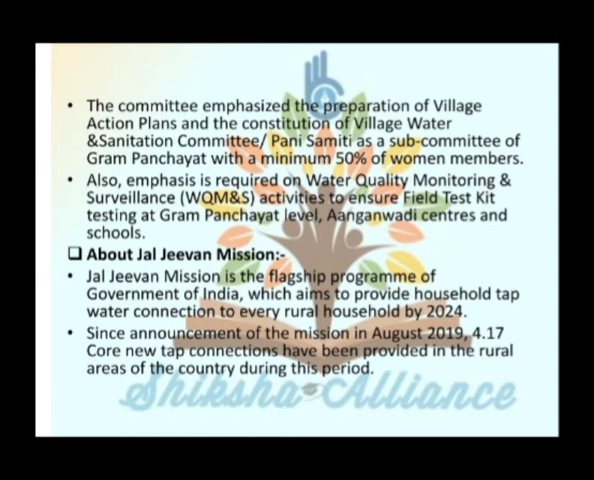 • The committee emphasized the preparation of Village
Action Plans and the constitution of Village Water
&Sanitation Committee/ Pani Samiti as a sub-committee of
Gram Panchayat with a minimum 50% of women members.
• Also, emphasis is required on Water Quality Monitoring &
Surveillance (WQM&S) activities to ensure Field Test Kit
testing at Gram Panchayat level, Aanganwadi centres and
schools.
❑ About Jal Jeevan Mission:-
• Jal Jeevan Mission is the flagship programme of
Government of India, which aims to provide household tap
water connection to every rural household by 2024.
• Since announcement of the mission in August 2019, 4.17
Core new tap connections have been provided in the rural
areas of the country during this period.
Shiksha Alliance